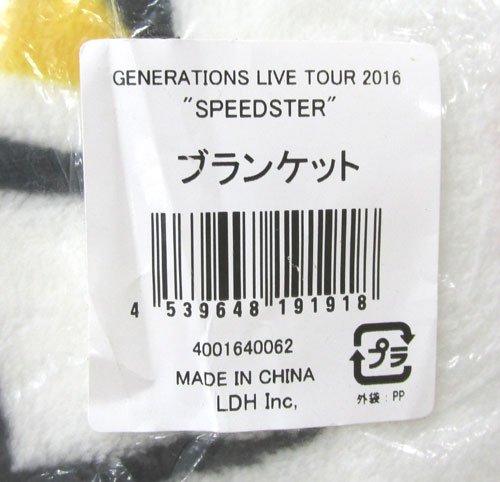 GENERATIONS LIVE TOUR 2016
"SPEEDSTER"
ブランケット
4 539648 191918
4001640062
MADE IN CHINA
LDH Inc,
プラ
外袋:PP